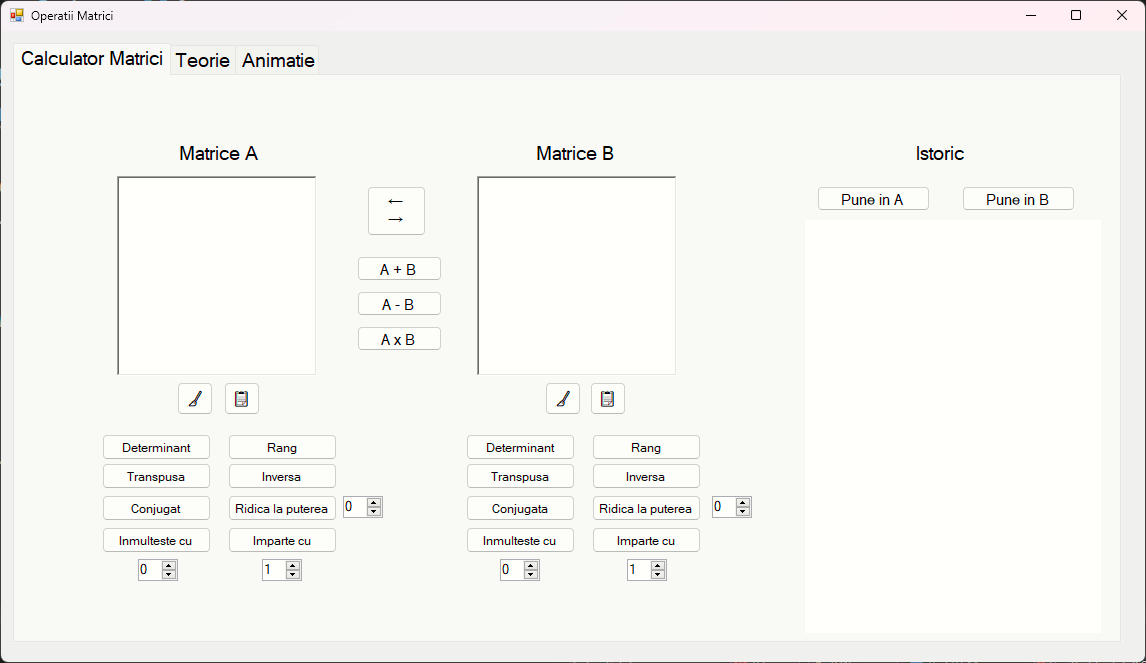 Operatii Matrici
Calculator Matrici Teorie Animatie
Matrice A Matrice B Istoric
← Pune in A Pune in B
→
A + B
A - B
A x B
Determinant Rang Determinant Rang
Transpusa Inversa Transpusa Inversa
Conjugat Ridica la puterea 0 Conjugata Ridica la puterea 0
Inmulteste cu Imparte cu Inmulteste cu Imparte cu
0 1 0 1